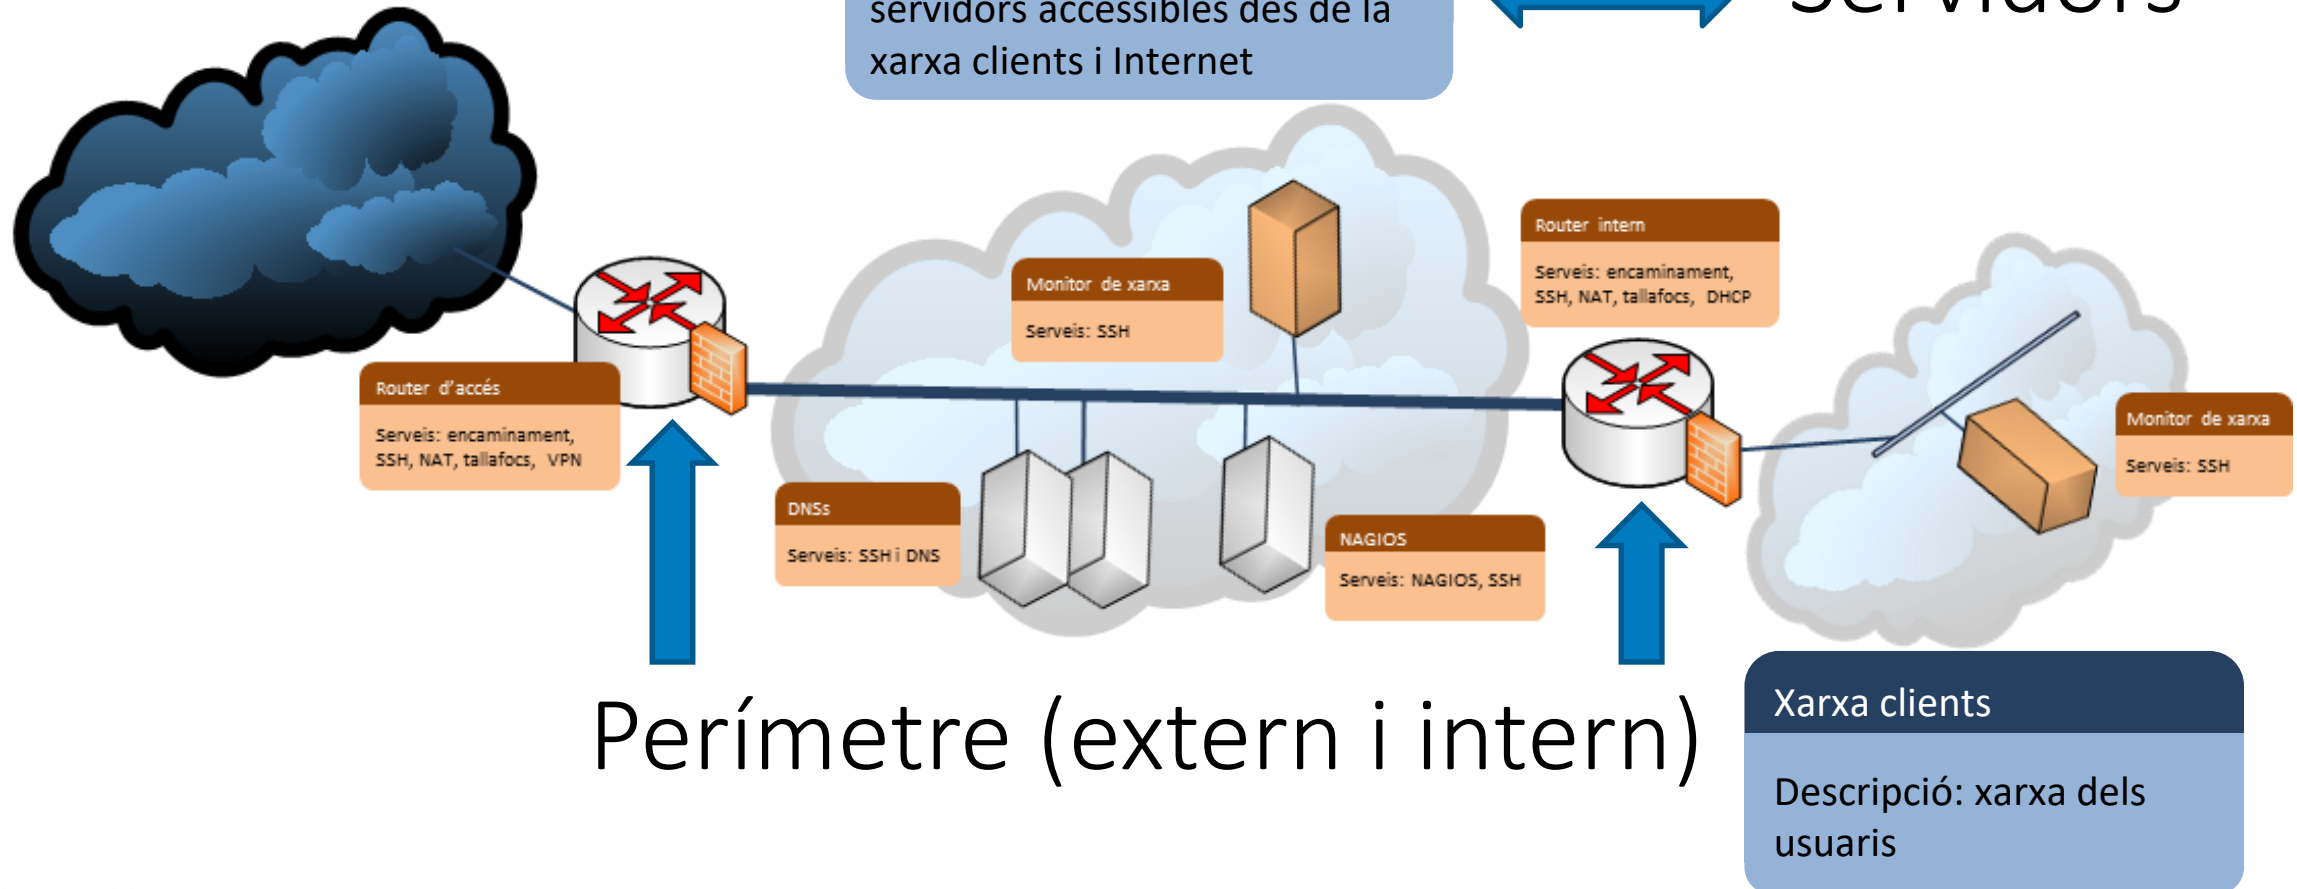 servidors accessibles des de la
xarxa clients i Internet
Servidors
Router intern
Serveis: encaminament,
SSH, NAT, tallafocs, DHCP
Monitor de xarxa
Serveis: SSH
Router d'accés
Serveis: encaminament,
SSH, NAT, tallafocs, VPN
Monitor de xarxa
Serveis: SSH
DNSs
Serveis: SSH i DNS
NAGIOS
Serveis: NAGIOS, SSH
Perímetre (extern i intern)
Xarxa clients
Descripció: xarxa dels
usuaris